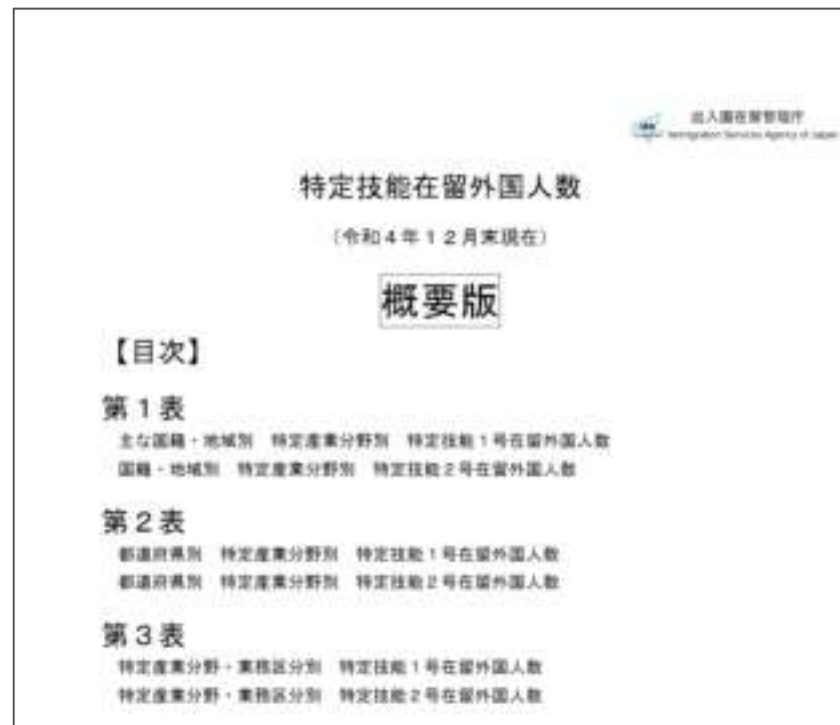 出入国在留管理庁
Immigration Services Agency of Japan
特定技能在留外国人数
（令和４年１２月末現在）
概要版
【目次】
第１表
主な国籍・地域別　特定産業分野別　特定技能１号在留外国人数
国籍・地域別　特定産業分野別　特定技能２号在留外国人数
第２表
都道府県別　特定産業分野別　特定技能１号在留外国人数
都道府県別　特定産業分野別　特定技能２号在留外国人数
第３表
特定産業分野・業務区分別　特定技能１号在留外国人数
特定産業分野・業務区分別　特定技能２号在留外国人数